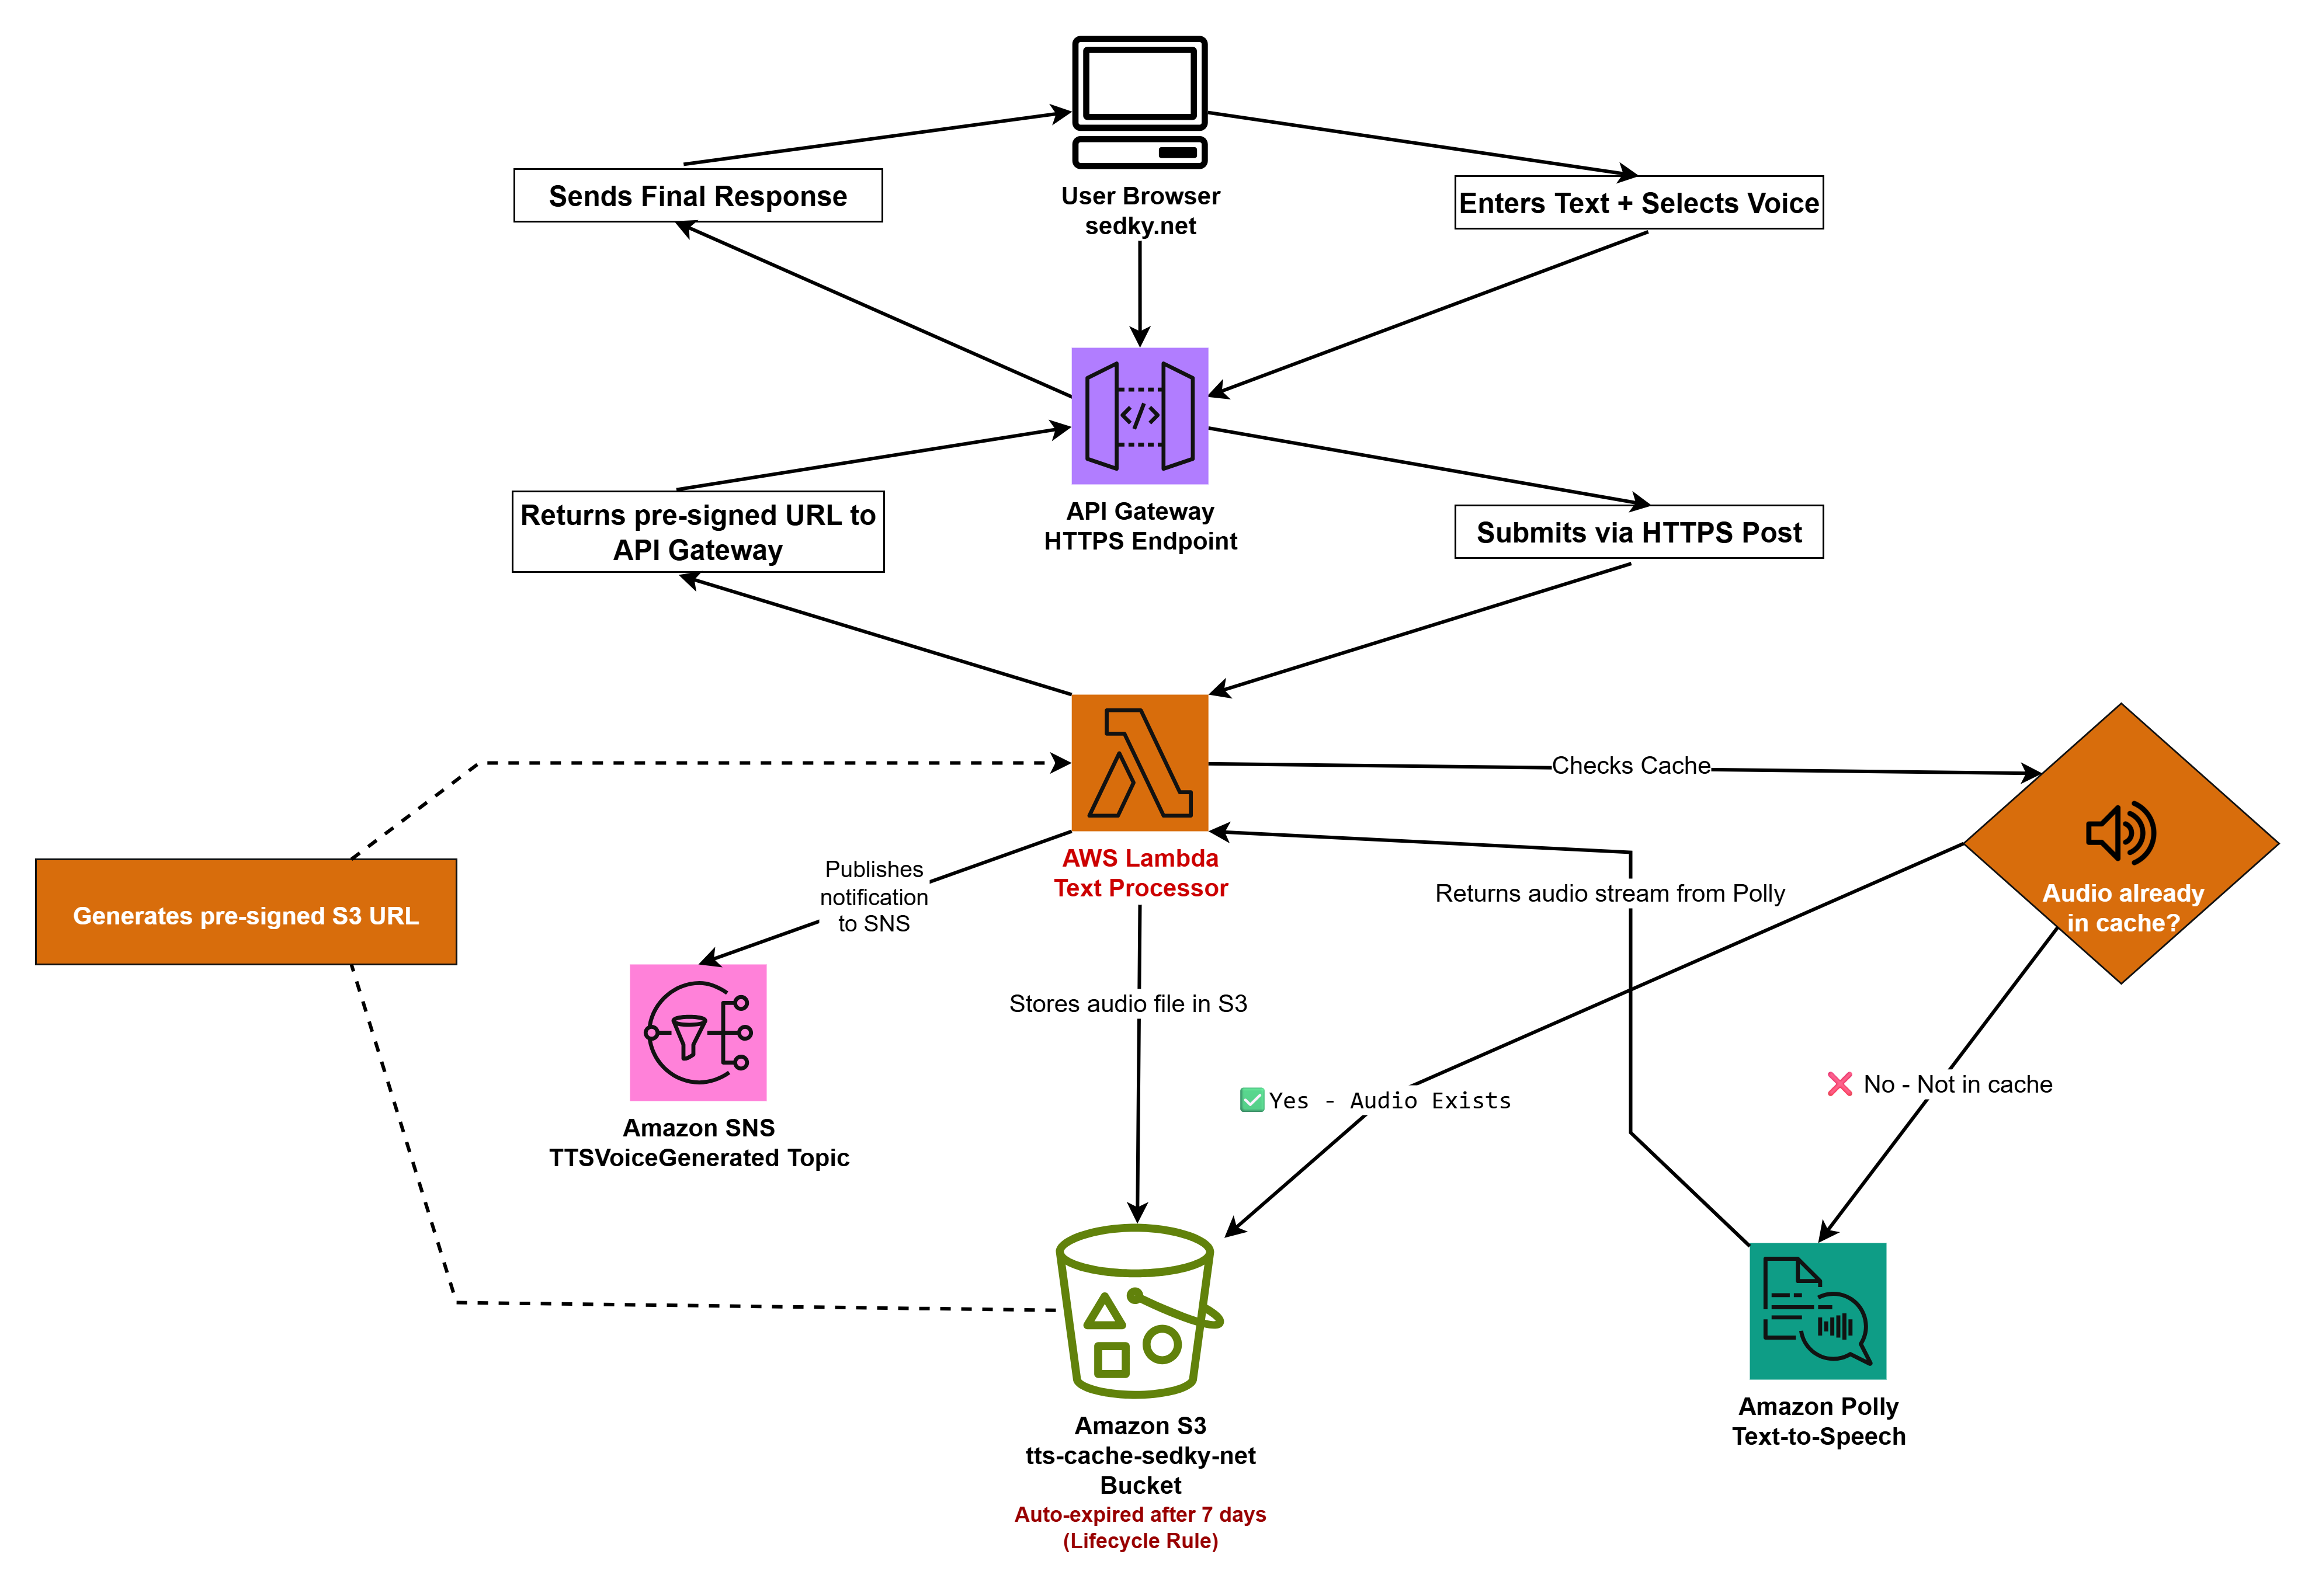 User Browser
sedky.net
Sends Final Response
Enters Text + Selects Voice
</>
API Gateway
HTTPS Endpoint
Returns pre-signed URL to
API Gateway
Submits via HTTPS Post
Checks Cache
AWS Lambda
Text Processor
Publishes
notification
to SNS
Returns audio stream from Polly
Audio already
in cache?
Generates pre-signed S3 URL
Stores audio file in S3
Yes - Audio Exists
No - Not in cache
Amazon SNS
TTSVoiceGenerated Topic
Amazon S3
tts-cache-sedky-net
Bucket
Auto-expired after 7 days
(Lifecycle Rule)
Amazon Polly
Text-to-Speech